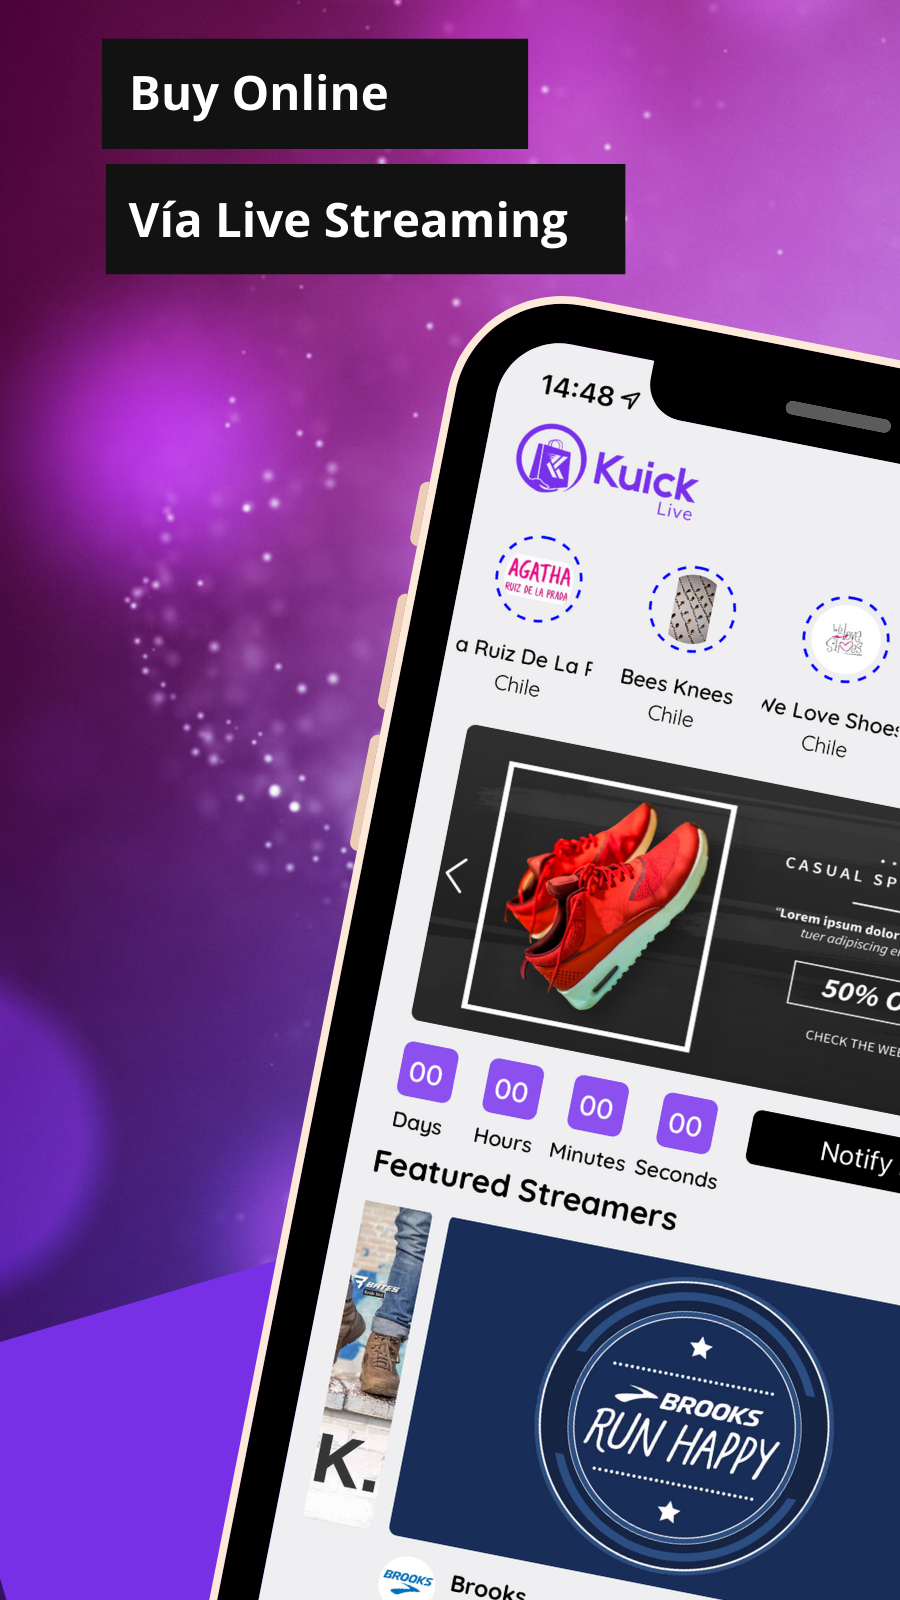 Buy Online
Vía Live Streaming
14:48
Kuick
Live
AGATHA
RUIZ DE LA PRADA
We Love
Shoes
a Ruiz De La P
Chile
Bees Knees
Chile
We Love Shoes
Chile
CASUAL SP
"Lorem ipsum dolor
tuer adipiscing e
50% O
CHECK THE WEE
00
00
00
00
Days
Hours
Minutes
Seconds
Notify
Featured Streamers
BATES
K.
BROOKS
RUN HAPPY
BROOKS
Brooks